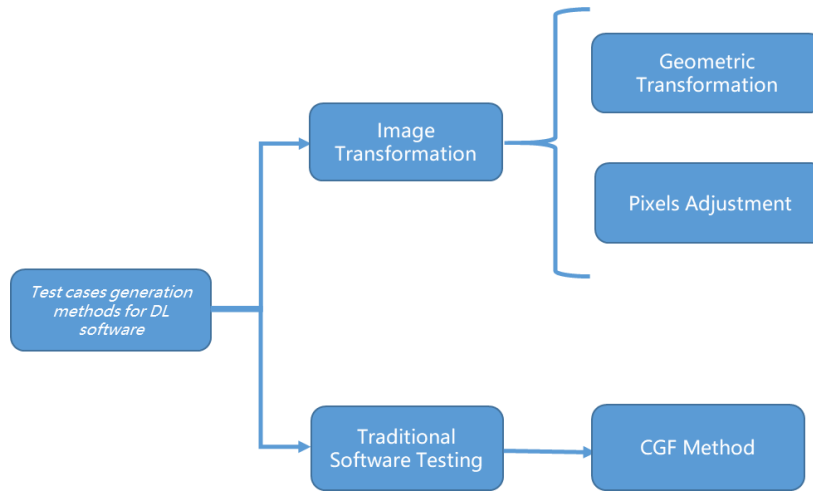 Geometric
Transformation
Image
Transformation
Pixels Adjustment
Test cases generation
methods for DL
software
Traditional
Software Testing
CGF Method